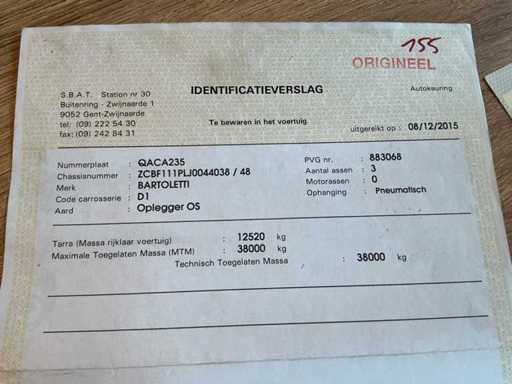 155
ORIGINEEL
S.B.A.T. Station nr 30
Buitenring - Zwijnaarde 1
9052 Gent-Zwijnaarde
tel: (09) 222 54 30
fax: (09) 242 84 31
IDENTIFICATIEVERSLAG
Autokeuring
Te bewaren in het voertuig
uitgereikt op : 08/12/2015
Nummerplaat : QACA235
PVG nr. : 883068
Chassisnummer : ZCBF111PLJ0044038 / 48
Aantal assen : 3
Merk : BARTOLETTI
Motorassen : 0
Code carrosserie : D1
Ophanging : Pneumatisch
Aard : Oplegger OS
Tarra (Massa rijklaar voertuig) : 12520 kg
Maximale Toegelaten Massa (MTM) : 38000 kg
Technisch Toegelaten Massa : 38000 kg